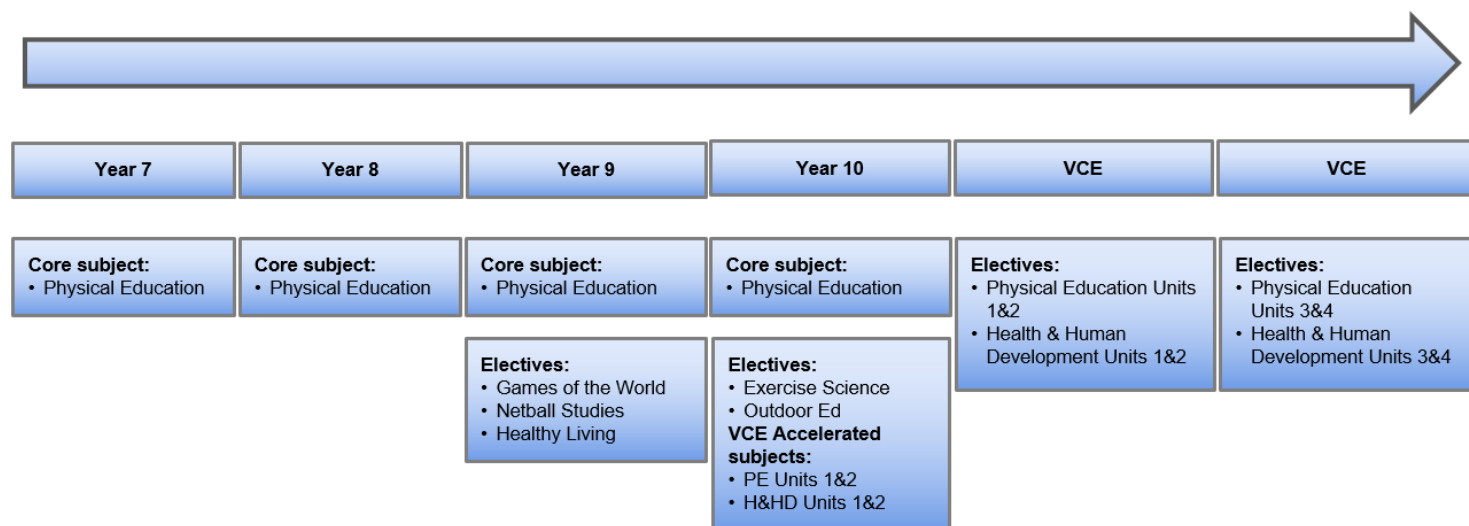 Year 7
Year 8
Year 9
Year 10
VCE
VCE
Core subject:
• Physical Education
Core subject:
• Physical Education
Core subject:
• Physical Education
Electives:
• Games of the World
• Netball Studies
• Healthy Living
Core subject:
• Physical Education
Electives:
• Exercise Science
• Outdoor Ed
VCE Accelerated
subjects:
• PE Units 1&2
• H&HD Units 1&2
Electives:
• Physical Education Units
1&2
• Health & Human
Development Units 1&2
Electives:
• Physical Education
Units 3&4
• Health & Human
Development Units 3&4